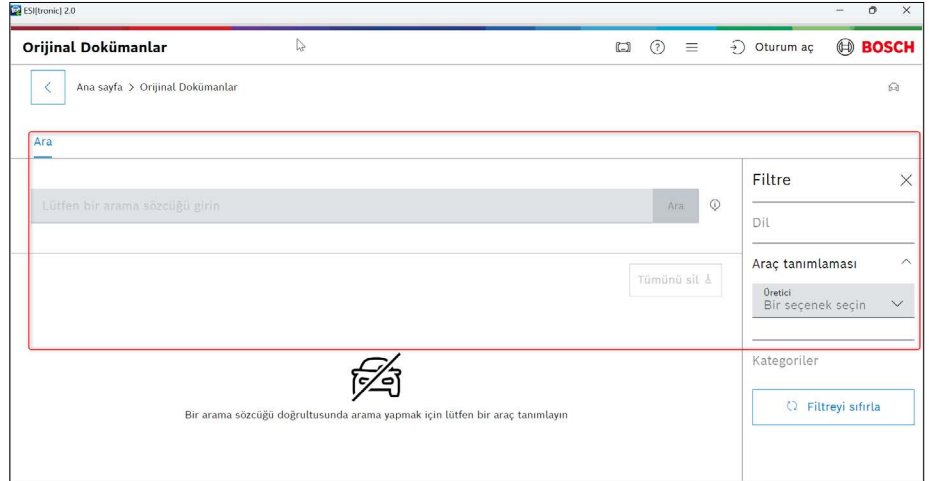 ESI[tronic] 2.0
Orijinal Dokümanlar
Oturum aç
BOSCH
Ana sayfa > Orijinal Dokümanlar
Ara
Lütfen bir arama sözcüğü girin
Ara
Tümünü sil
Bir arama sözcüğü doğrultusunda arama yapmak için lütfen bir araç tanımlayın
Filtre
Dil
Araç tanımlaması
Üretici
Bir seçenek seçin
Kategoriler
Filtreyi sıfırla